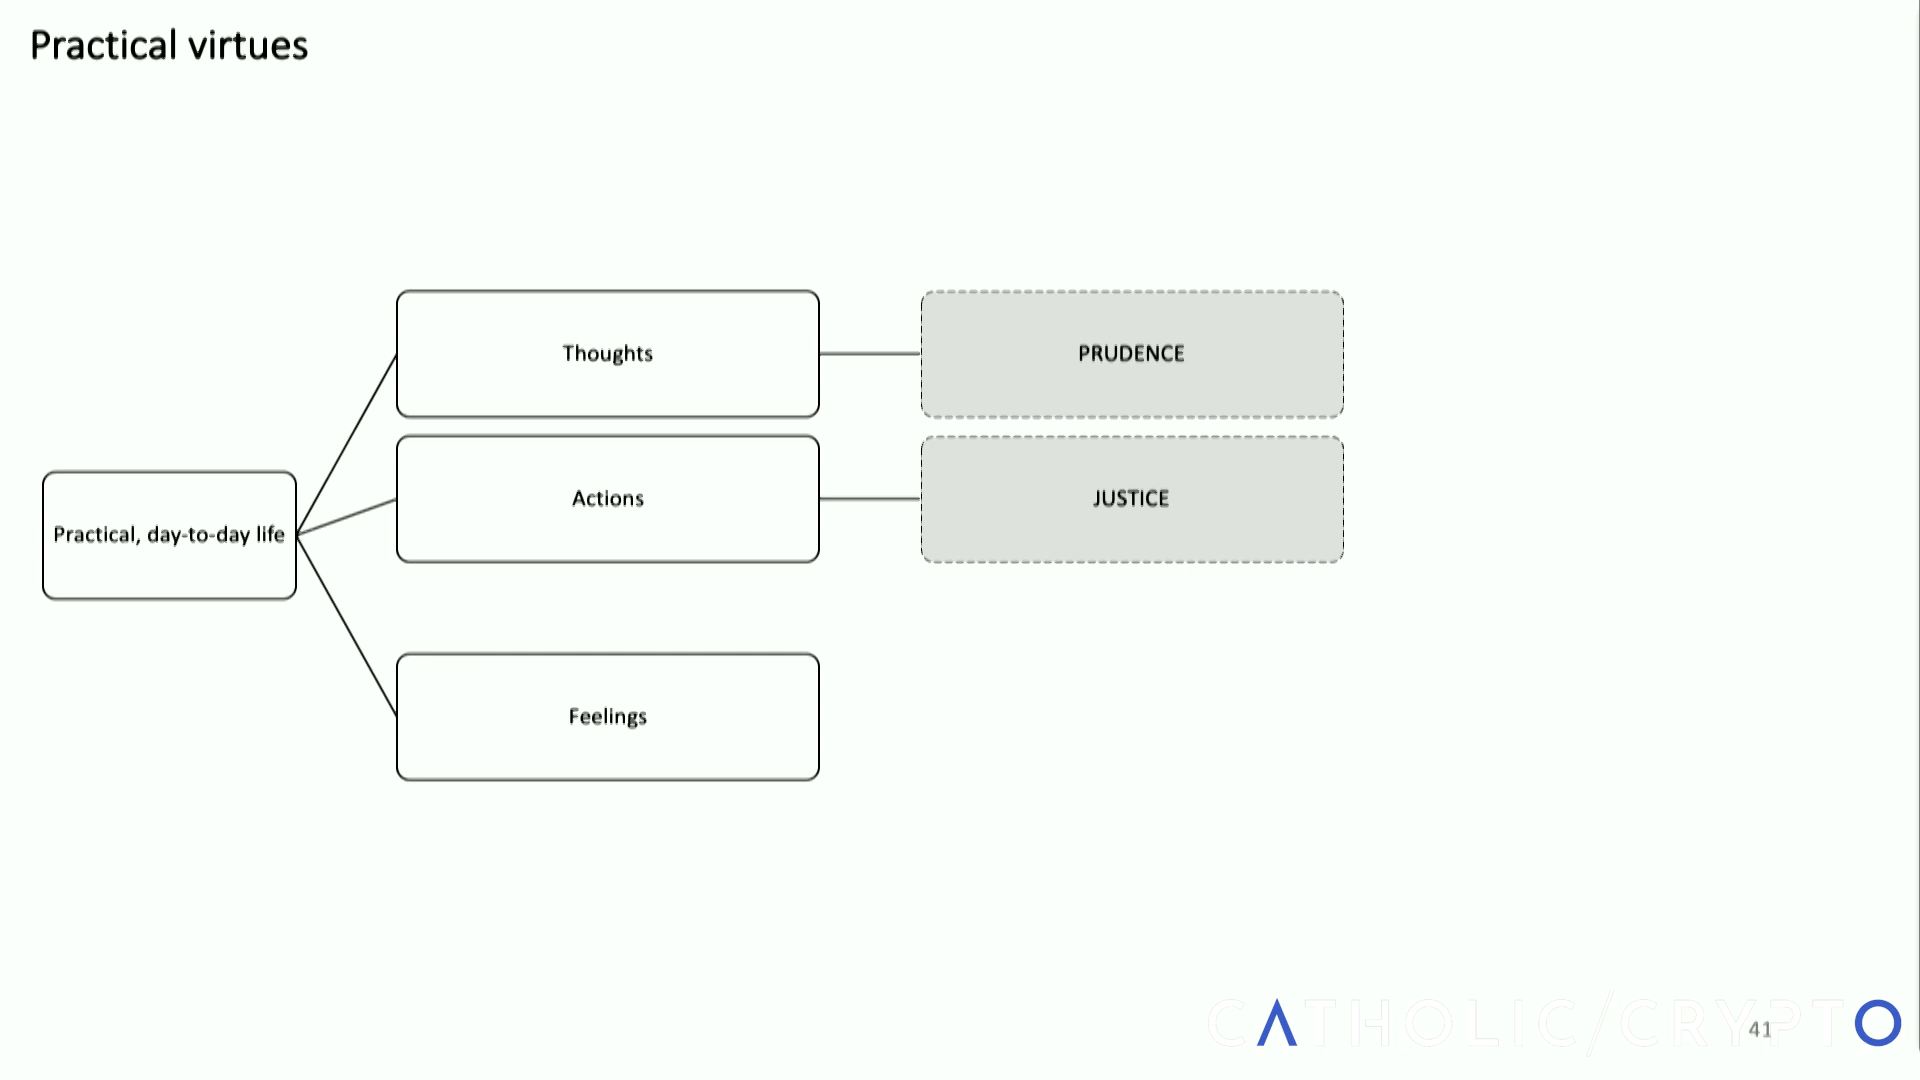 Practical virtues
Thoughts
PRUDENCE
Actions
JUSTICE
Practical, day-to-day life
Feelings
CATHOLIC/CRYPTO
41